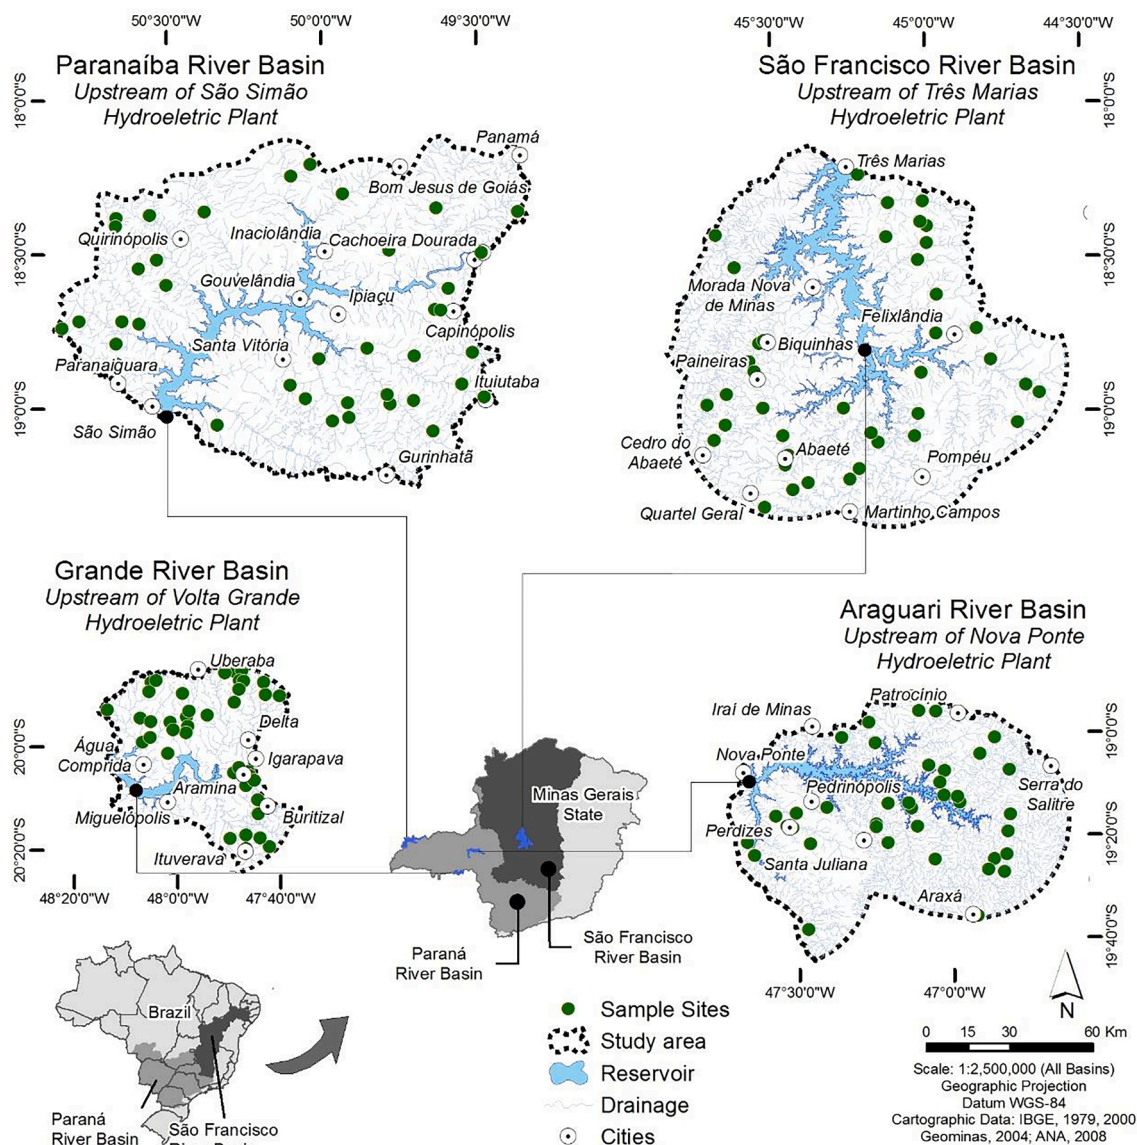 50°30'0"W
50°0'0"W
49°30'0"W
45°30'0"W
45°0'0"W
44°30'0"W
Paranaíba River Basin
Upstream of São Simão
Hydroeletric Plant
São Francisco River Basin
Upstream of Três Marias
Hydroeletric Plant
18°0'0"S
18°30'0"S
19°0'0"S
18°0'0"S
18°30'0"S
19°0'0"S
Panamá
Bom Jesus de Goiás
Quirinópolis
Inaciolândia
Cachoeira Dourada
Gouvelândia
Ipiaçu
Capinópolis
Santa Vitória
Paranaiguara
Ituiutaba
São Simão
Gurinhatã
Três Marias
Morada Nova
de Minas
Felixlândia
Biquinhas
Paineiras
Cedro do
Abaeté
Abaeté
Pompéu
Quartel Geral
Martinho Campos
Grande River Basin
Upstream of Volta Grande
Hydroeletric Plant
Araguari River Basin
Upstream of Nova Ponte
Hydroeletric Plant
Uberaba
Delta
Água
Comprida
Igarapava
Aramina
Miguelópolis
Buritizal
Ituverava
20°0'0"S
20°20'0"S
48°20'0"W
48°0'0"W
47°40'0"W
Patrocínio
Iraí de Minas
Nova Ponte
Pedrinópolis
Serra do
Salitre
Perdizes
Santa Juliana
Araxá
19°0'0"S
19°20'0"S
19°40'0"S
47°30'0"W
47°0'0"W
Minas Gerais
State
Paraná
River Basin
São Francisco
River Basin
Brazil
Paraná
River Basin
São Francisco
River Basin
Sample Sites
Study area
Reservoir
Drainage
Cities
N
0 15 30 60 Km
Scale: 1:2,500,000 (All Basins)
Geographic Projection
Datum WGS-84
Cartographic Data: IBGE, 1979, 2000
Geominas, 2004; ANA, 2008